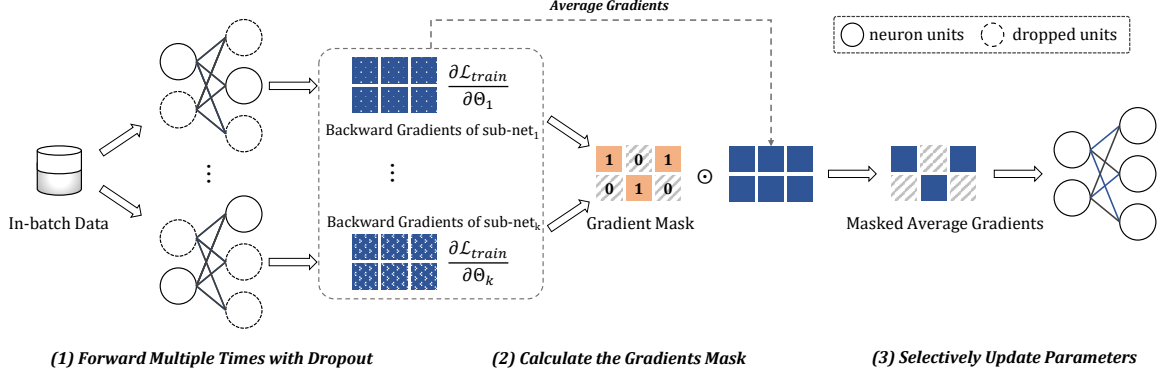 Average Gradients
neuron units
dropped units
∂ℒ_train
∂Θ_1
Backward Gradients of sub-net_1
⋮
⋮
1 0 1
0 1 0
⊙
In-batch Data
Backward Gradients of sub-net_k
Gradient Mask
Masked Average Gradients
∂ℒ_train
∂Θ_k
(1) Forward Multiple Times with Dropout
(2) Calculate the Gradients Mask
(3) Selectively Update Parameters